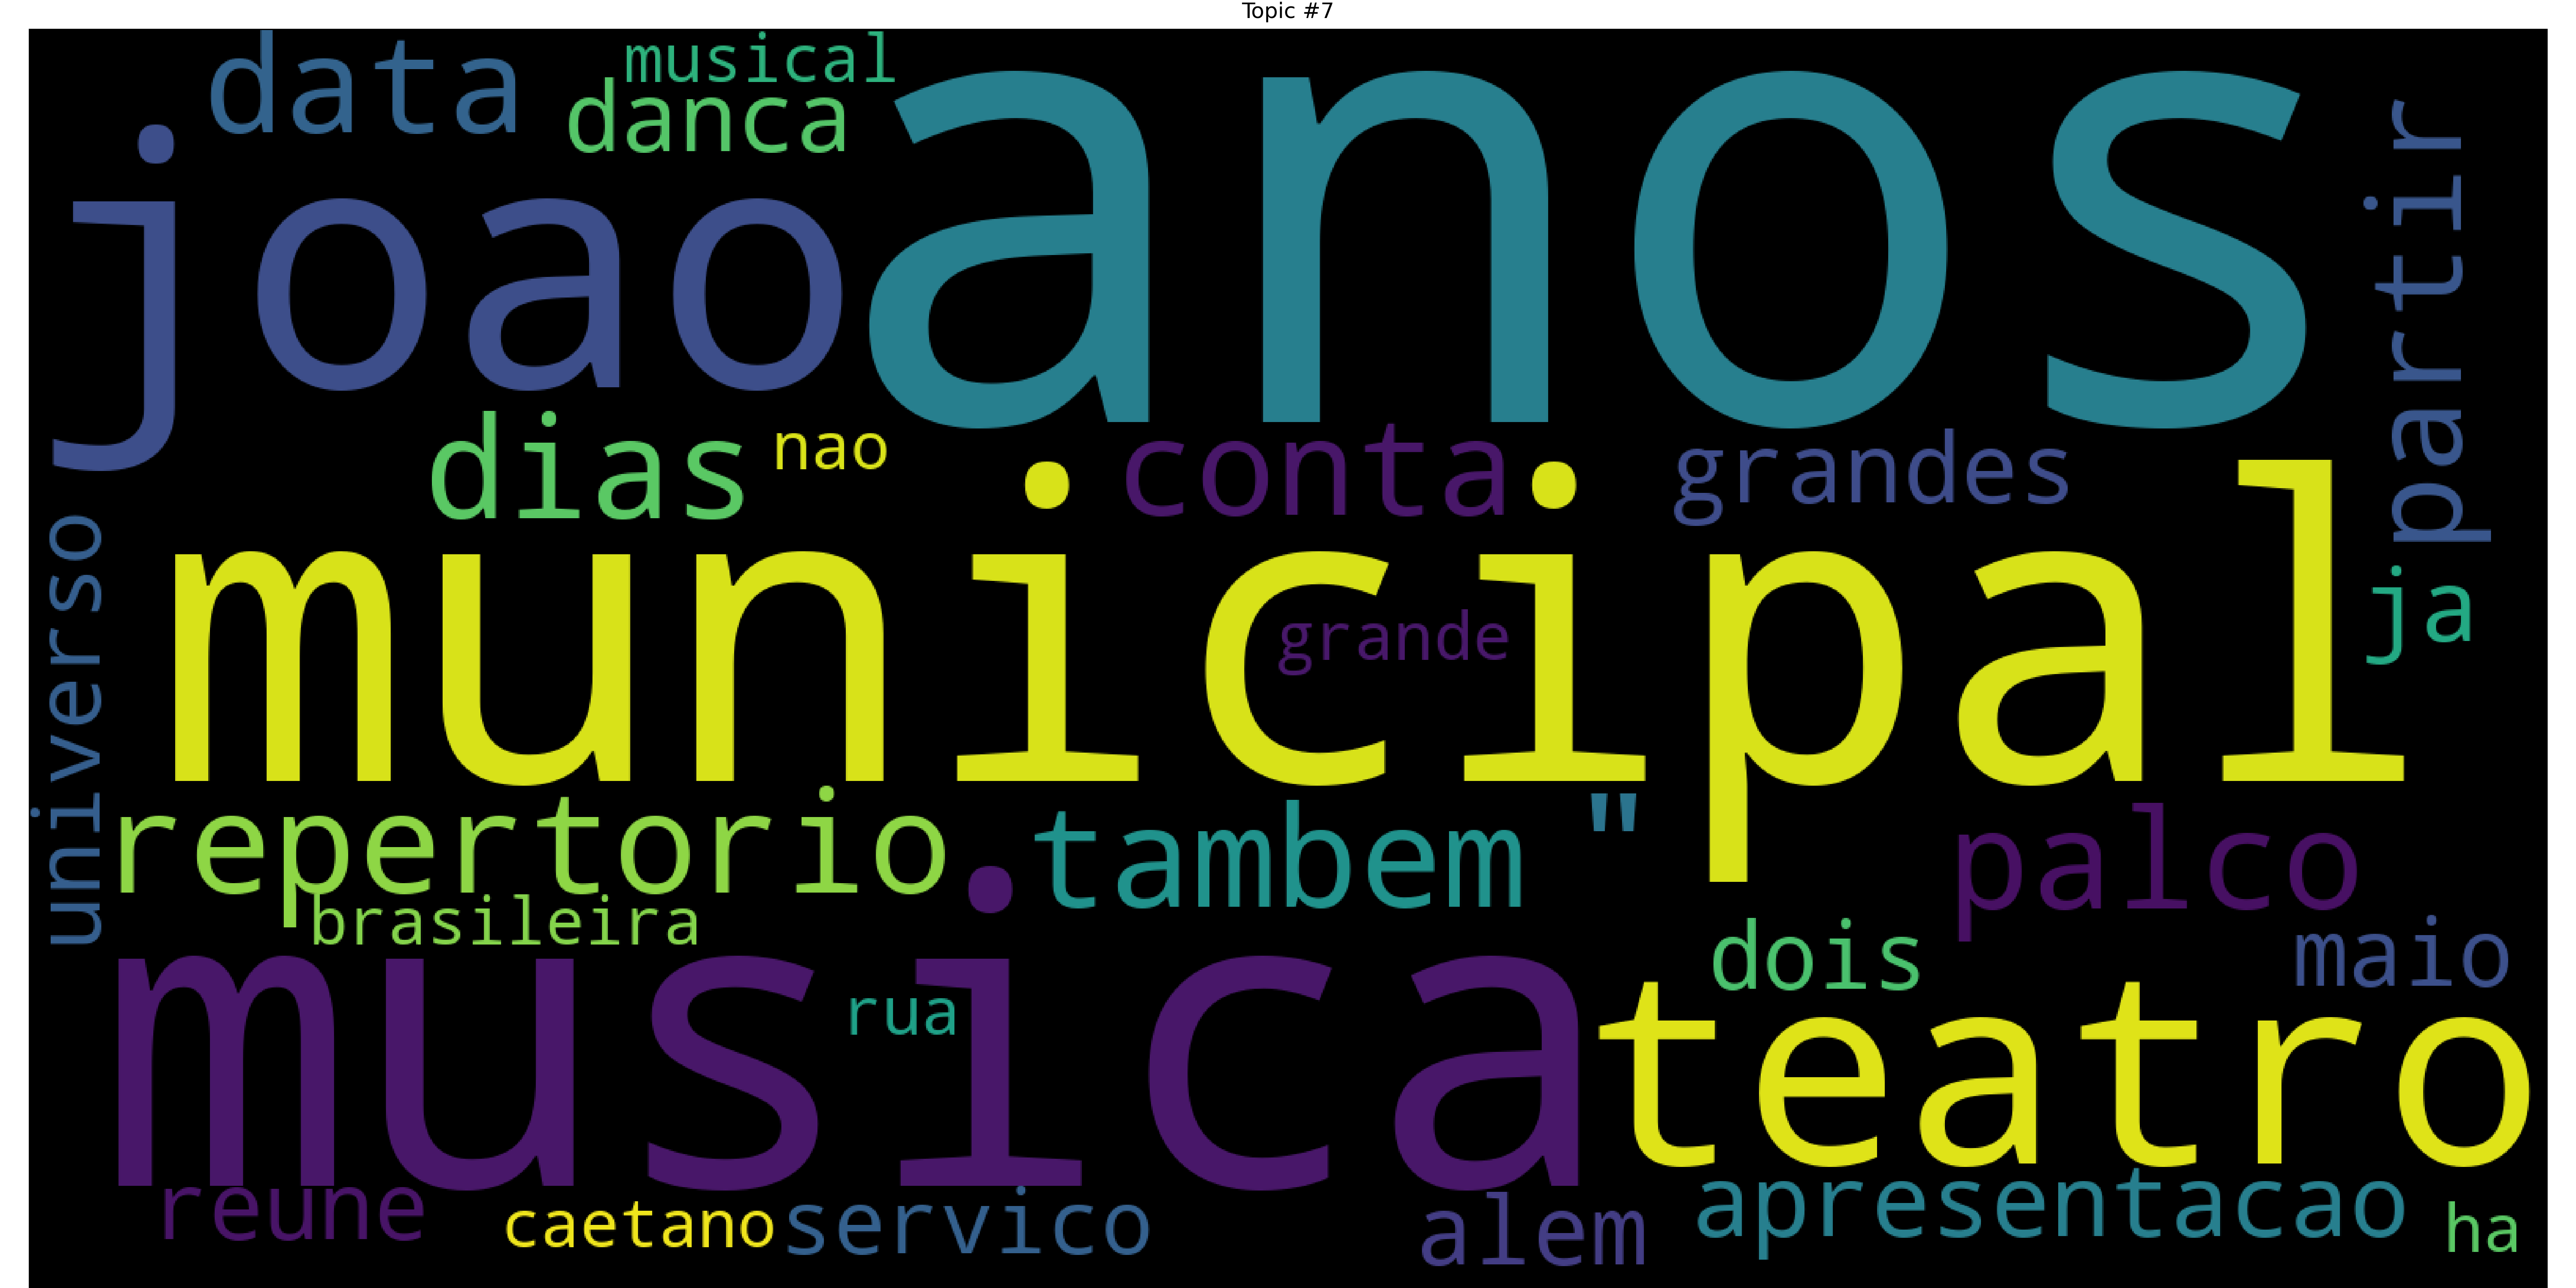 Topic #7
data
musical
danca
anos
joao
partir
dias
nao
conta
grandes
universo
municipal
grande
ja
repertorio
tambem
"
palco
brasileira
musica
rua
dois
maio
teatro
reune
caetano
servico
alem
apresentacao
ha